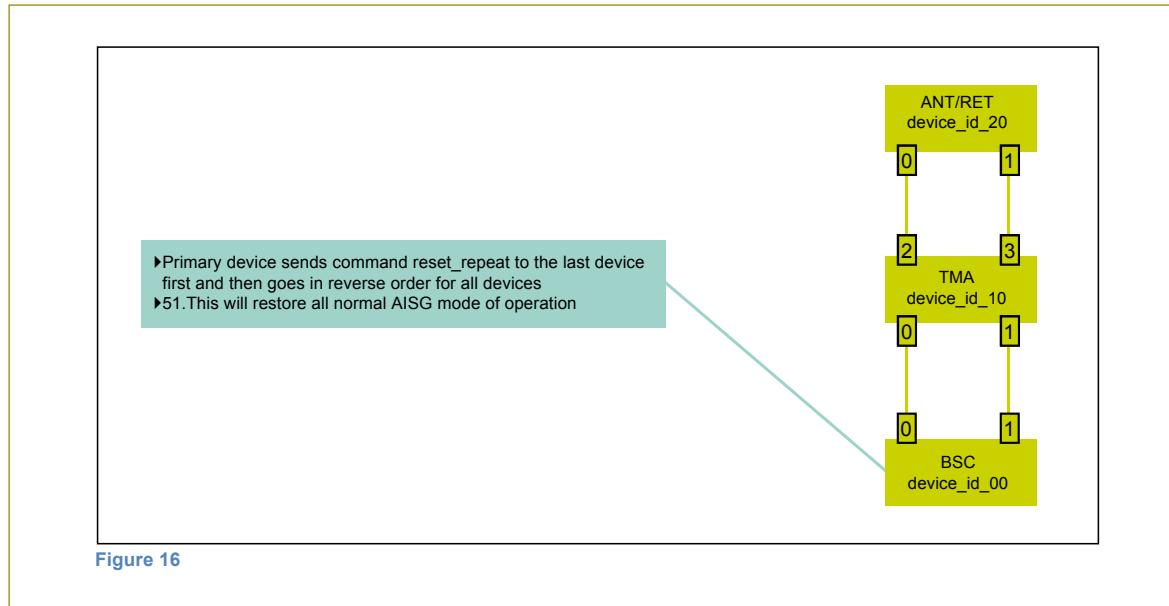 ANT/RET
device_id_20
0 1
2 3
TMA
device_id_10
0 1
‣Primary device sends command reset_repeat to the last device
first and then goes in reverse order for all devices
‣51.This will restore all normal AISG mode of operation
0 1
BSC
device_id_00
Figure 16